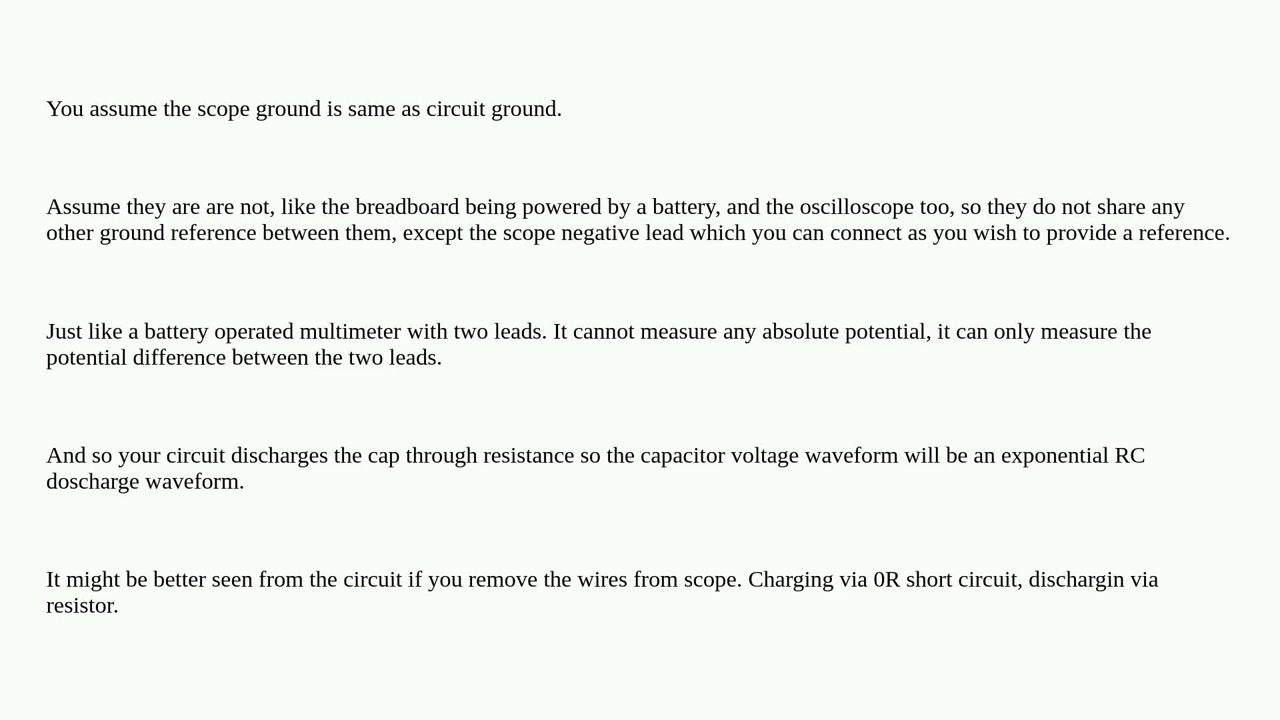 You assume the scope ground is same as circuit ground.
Assume they are are not, like the breadboard being powered by a battery, and the oscilloscope too, so they do not share any
other ground reference between them, except the scope negative lead which you can connect as you wish to provide a reference.
Just like a battery operated multimeter with two leads. It cannot measure any absolute potential, it can only measure the
potential difference between the two leads.
And so your circuit discharges the cap through resistance so the capacitor voltage waveform will be an exponential RC
doscharge waveform.
It might be better seen from the circuit if you remove the wires from scope. Charging via 0R short circuit, dischargin via
resistor.